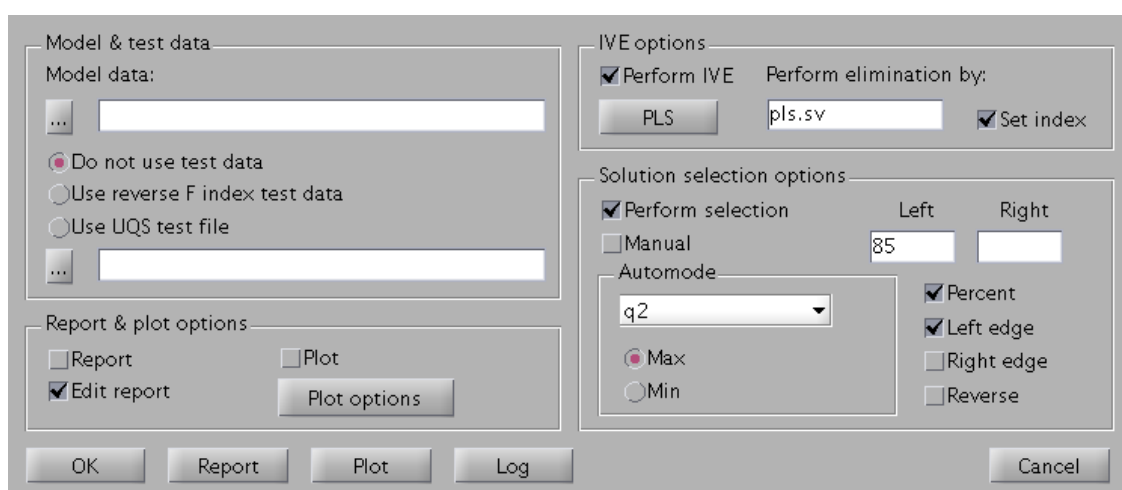 Model & test data
Model data:
...
Do not use test data
Use reverse F index test data
Use UQS test file
...
Report & plot options
Report
Plot
Edit report
Plot options
IVE options
Perform IVE
Perform elimination by:
PLS
pls.sv
Set index
Solution selection options
Perform selection
Left
Right
Manual
85
Automode
q2
Max
Min
Percent
Left edge
Right edge
Reverse
OK
Report
Plot
Log
Cancel